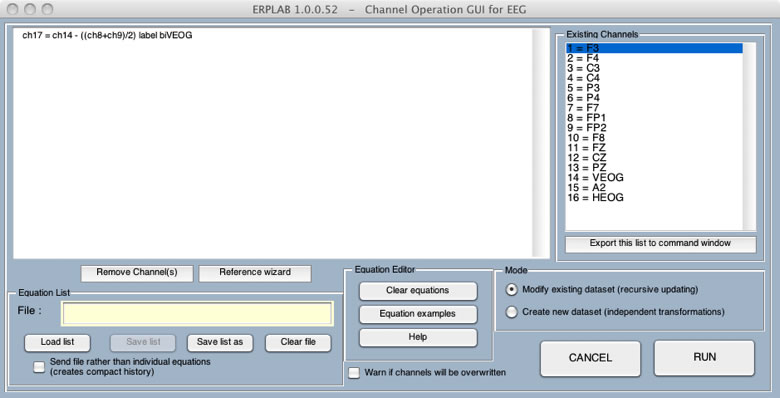 ERPLAB 1.0.0.52 - Channel Operation GUI for EEG
ch17 = ch14 - ((ch8+ch9)/2) label biVEOG
Existing Channels
1 = F3
2 = F4
3 = C3
4 = C4
5 = P3
6 = P4
7 = F7
8 = FP1
9 = FP2
10 = F8
11 = FZ
12 = CZ
13 = PZ
14 = VEOG
15 = A2
16 = HEOG
Export this list to command window
Remove Channel(s)
Reference wizard
Equation List
File :
Load list
Save list
Save list as
Clear file
Send file rather than individual equations
(creates compact history)
Equation Editor
Clear equations
Equation examples
Help
Warn if channels will be overwritten
Mode
Modify existing dataset (recursive updating)
Create new dataset (independent transformations)
CANCEL
RUN